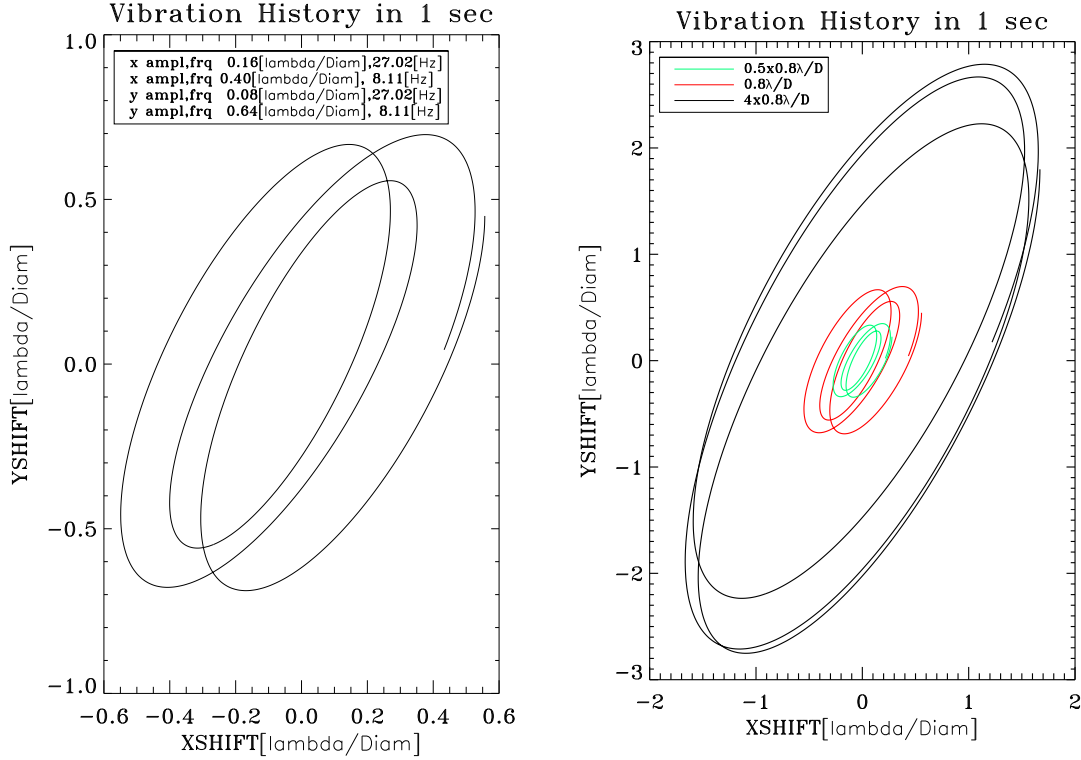 Vibration History in 1 sec
x ampl,frq 0.16[lambda/Diam],27.02[Hz]
x ampl,frq 0.40[lambda/Diam], 8.11[Hz]
y ampl,frq 0.08[lambda/Diam],27.02[Hz]
y ampl,frq 0.64[lambda/Diam], 8.11[Hz]
1.0
0.5
0.0
−0.5
−1.0
YSHIFT[lambda/Diam]
−0.6 −0.4 −0.2 0.0 0.2 0.4 0.6
XSHIFT[lambda/Diam]
Vibration History in 1 sec
0.5x0.8λ/D
0.8λ/D
4x0.8λ/D
3
2
1
0
−1
−2
−3
YSHIFT[lambda/Diam]
−2 −1 0 1 2
XSHIFT[lambda/Diam]